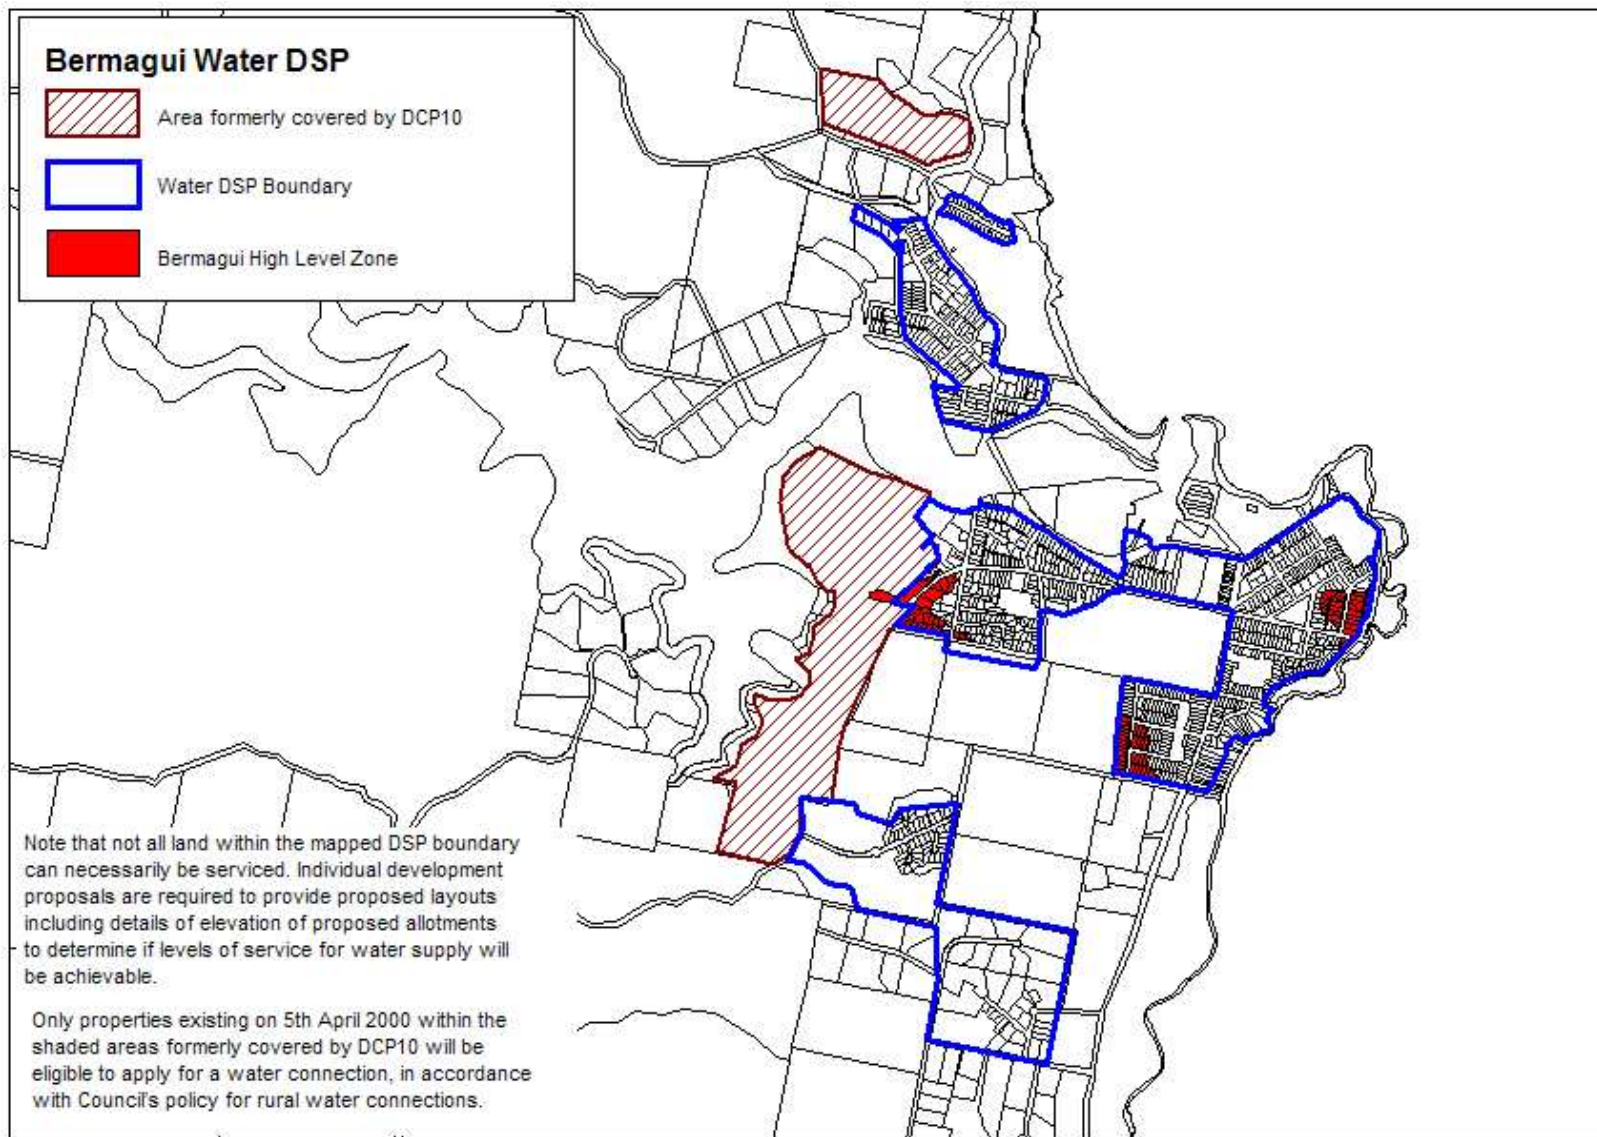 Bermagui Water DSP
Area formerly covered by DCP10
Water DSP Boundary
Bermagui High Level Zone
Note that not all land within the mapped DSP boundary
can necessarily be serviced. Individual development
proposals are required to provide proposed layouts
including details of elevation of proposed allotments
to determine if levels of service for water supply will
be achievable.
Only properties existing on 5th April 2000 within the
shaded areas formerly covered by DCP10 will be
eligible to apply for a water connection, in accordance
with Council's policy for rural water connections.